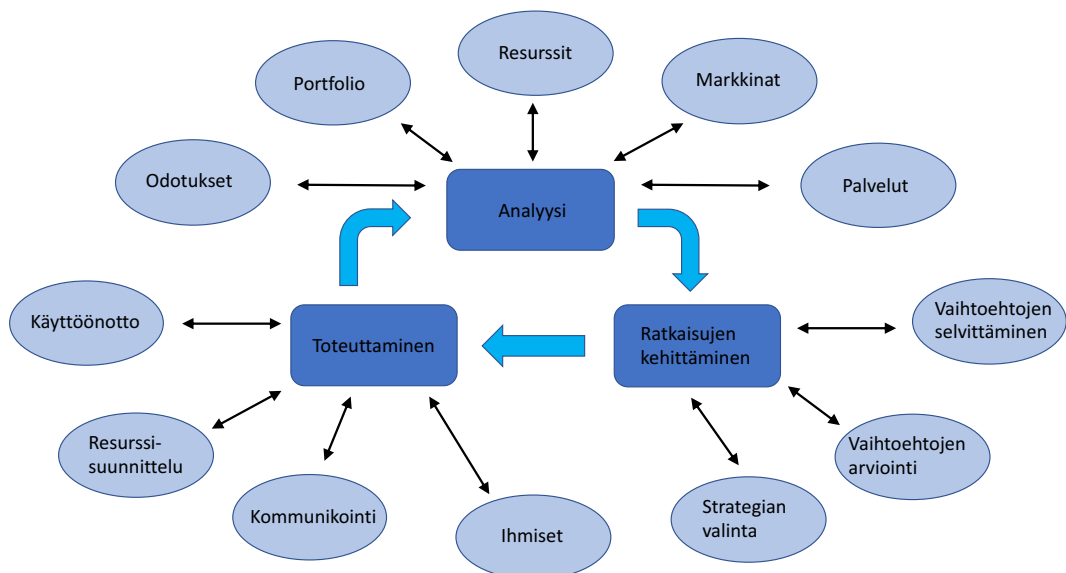 Resurssit
Portfolio
Markkinat
Odotukset
Palvelut
Analyysi
Käyttöönotto
Toteuttaminen
Ratkaisujen
kehittäminen
Vaihtoehtojen
selvittäminen
Resurssi-
suunnittelu
Vaihtoehtojen
arviointi
Kommunikointi
Ihmiset
Strategian
valinta